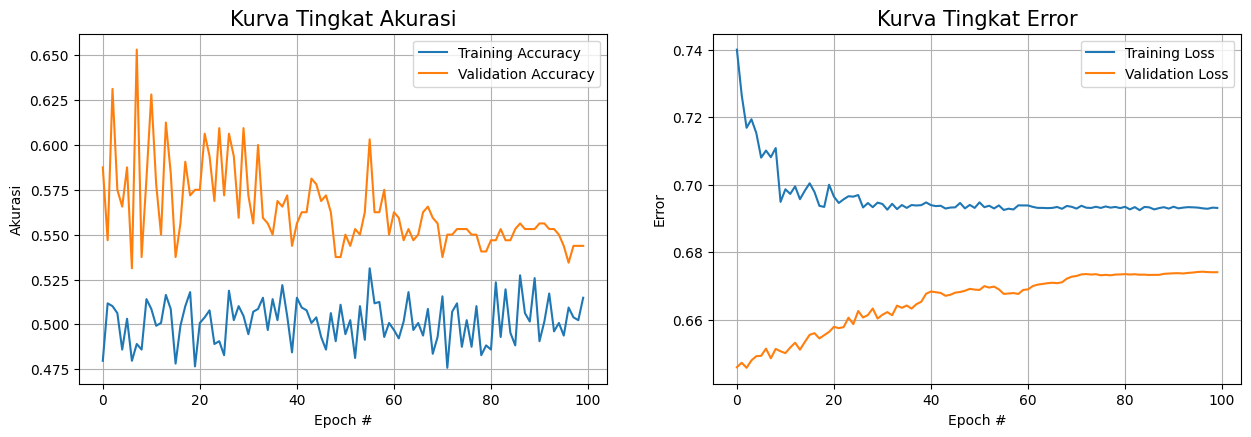 Kurva Tingkat Akurasi
Akurasi
0.650
0.625
0.600
0.575
0.550
0.525
0.500
0.475
Training Accuracy
Validation Accuracy
0 20 40 60 80 100
Epoch #
Kurva Tingkat Error
Error
0.74
0.72
0.70
0.68
0.66
Training Loss
Validation Loss
0 20 40 60 80 100
Epoch #